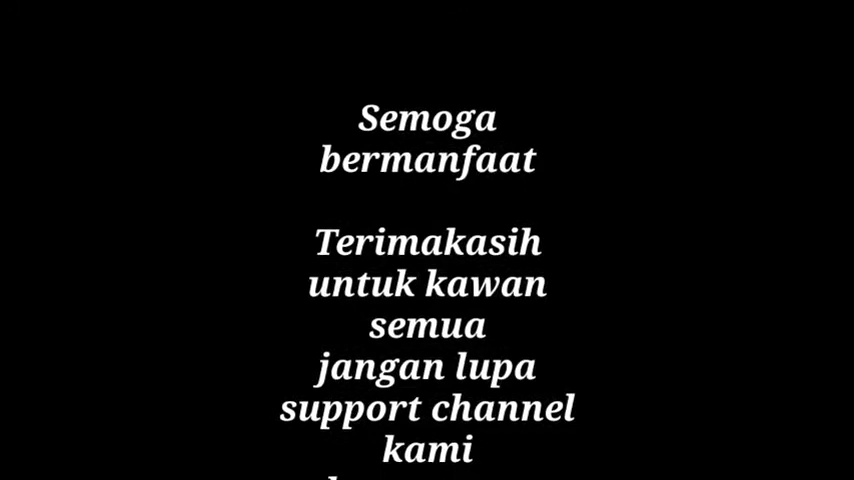 Semoga
bermanfaat
Terimakasih
untuk kawan
semua
jangan lupa
support channel
kami